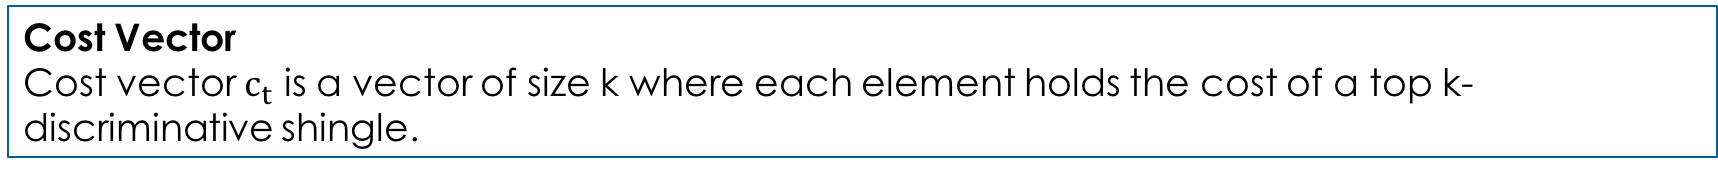 Cost Vector
Cost vector cₜ is a vector of size k where each element holds the cost of a top k-
discriminative shingle.